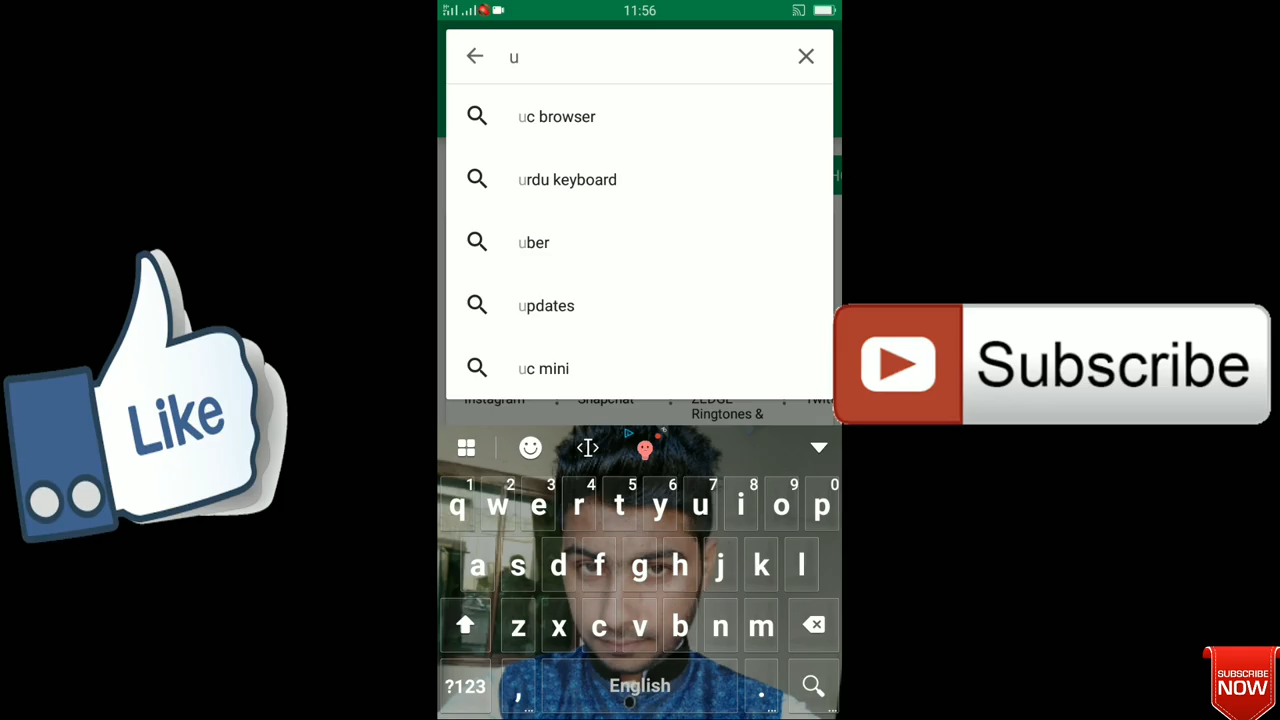 11:56
u
uc browser
urdu keyboard
uber
updates
uc mini
Instagram
Snapchat
ZEDGE
Ringtones &
Like
Subscribe
1 2 3 4 5 6 7 8 9 0
q w e r t y u i o p
a s d f g h j k l
z x c v b n m
?123 , English .
SUBSCRIBE
NOW